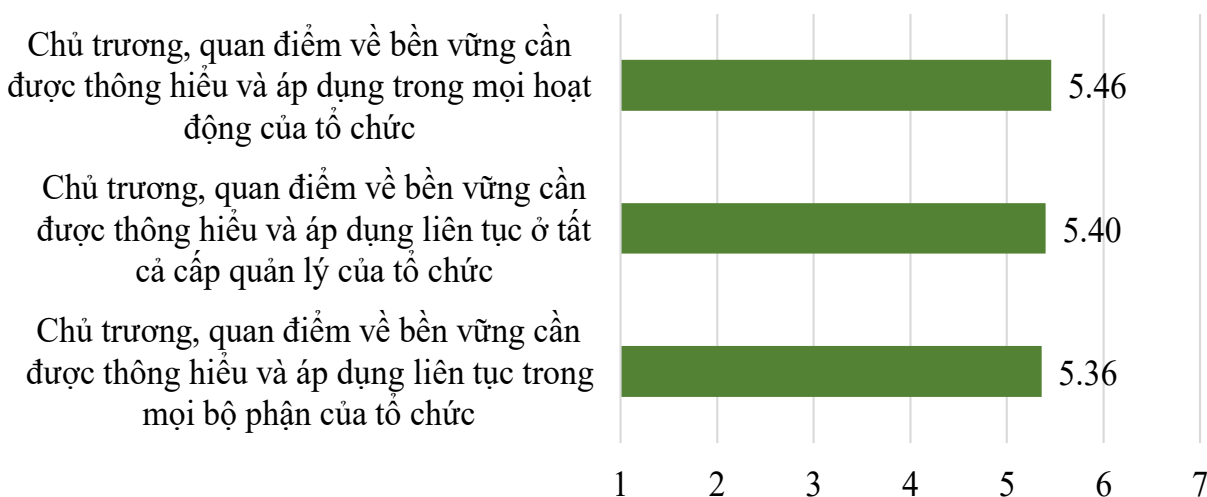 Chủ trương, quan điểm về bền vững cần
được thông hiểu và áp dụng trong mọi hoạt
động của tổ chức
5.46
Chủ trương, quan điểm về bền vững cần
được thông hiểu và áp dụng liên tục ở tất
cả cấp quản lý của tổ chức
5.40
Chủ trương, quan điểm về bền vững cần
được thông hiểu và áp dụng liên tục trong
mọi bộ phận của tổ chức
5.36
1 2 3 4 5 6 7